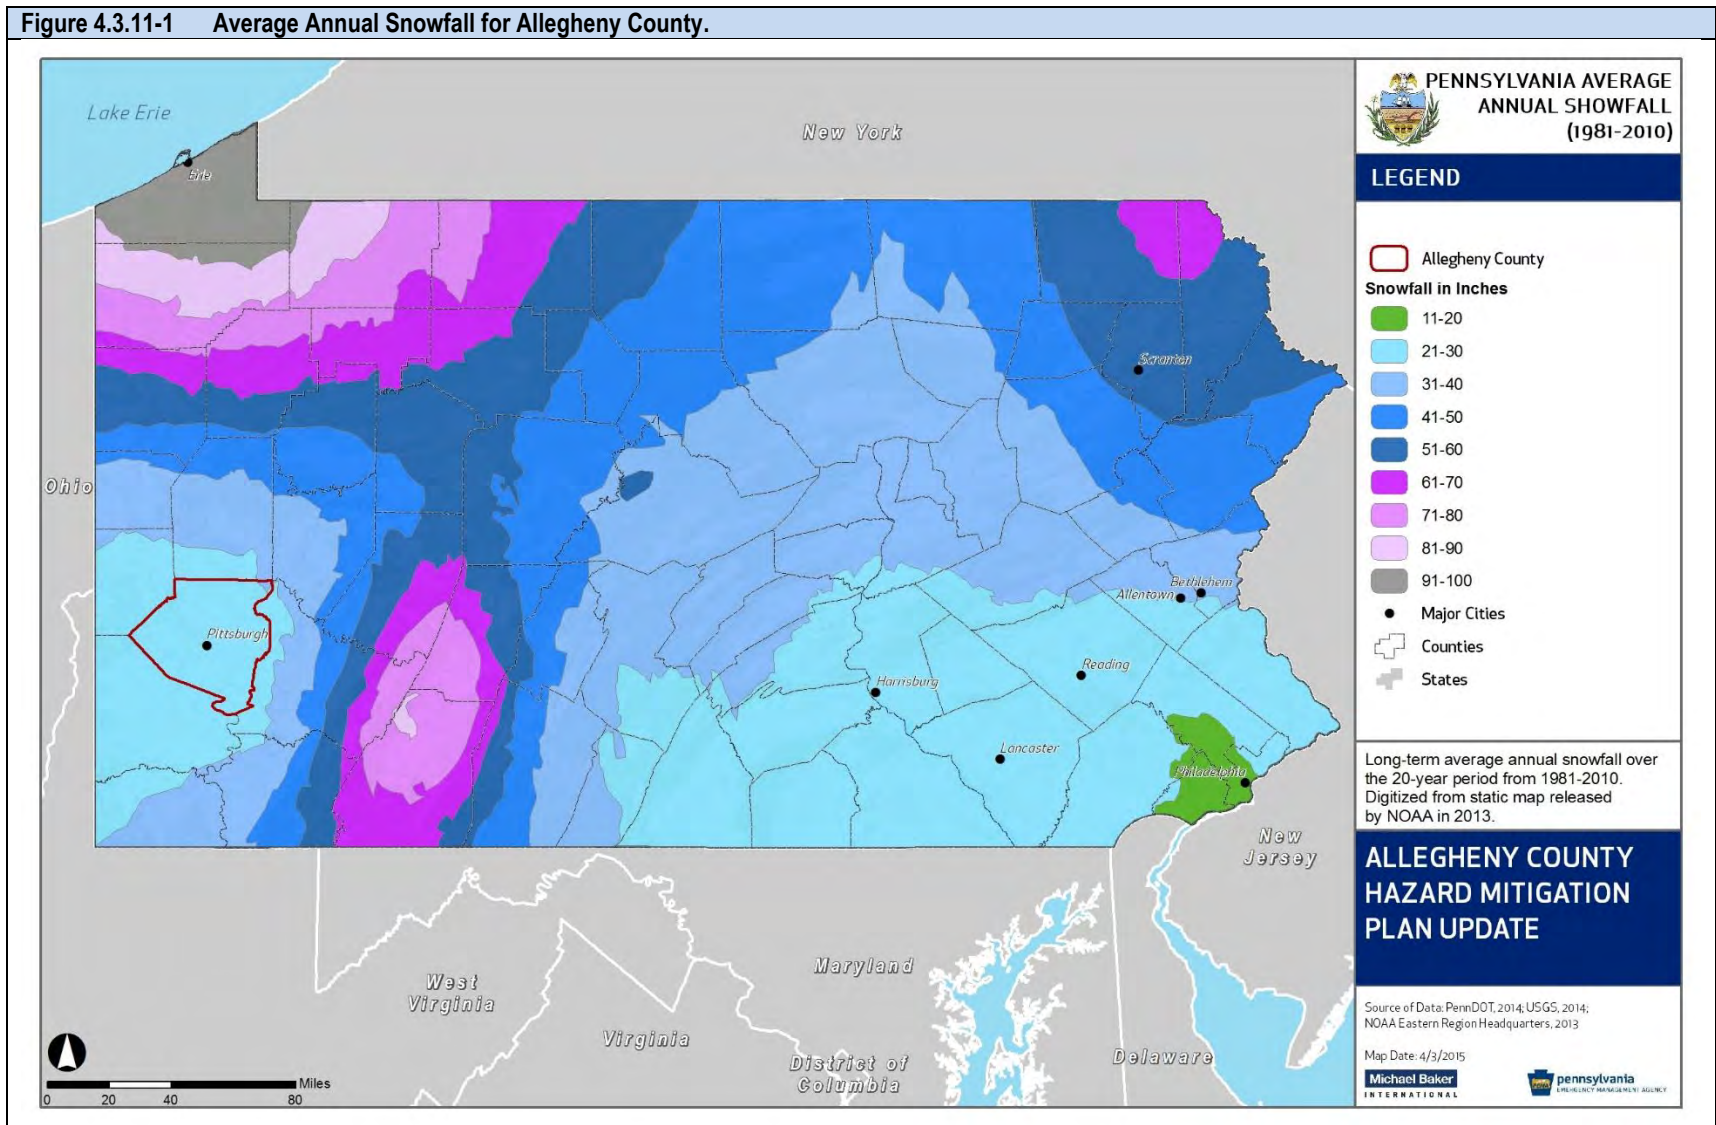 Figure 4.3.11-1 Average Annual Snowfall for Allegheny County.
Lake Erie
New York
Erie
Scranton
Ohio
Bethlehem
Allentown
Pittsburgh
Reading
Harrisburg
Lancaster
Philadelphia
New
Jersey
Maryland
West
Virginia
Virginia
District of
Columbia
Delaware
Miles
0 20 40 80
PENNSYLVANIA AVERAGE
ANNUAL SHOWFALL
(1981-2010)
LEGEND
Allegheny County
Snowfall in Inches
11-20
21-30
31-40
41-50
51-60
61-70
71-80
81-90
91-100
Major Cities
Counties
States
Long-term average annual snowfall over
the 20-year period from 1981-2010.
Digitized from static map released
by NOAA in 2013.
ALLEGHENY COUNTY
HAZARD MITIGATION
PLAN UPDATE
Source of Data: PennDOT, 2014; USGS, 2014;
NOAA Eastern Region Headquarters, 2013
Map Date: 4/3/2015
Michael Baker
INTERNATIONAL
pennsylvania
EMERGENCY MANAGEMENT AGENCY